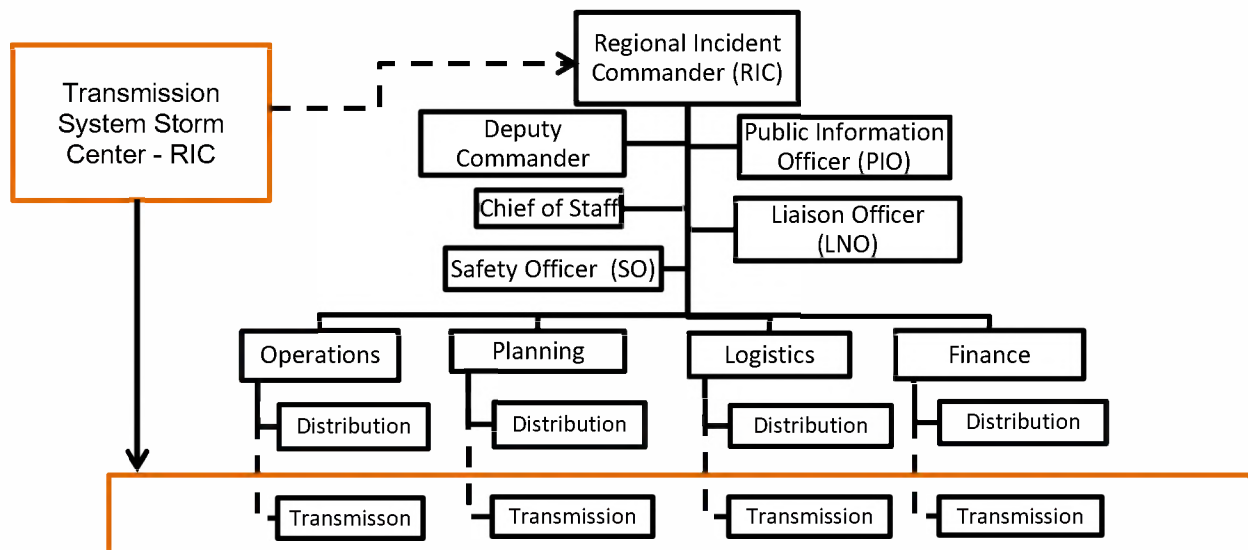 Regional Incident
Commander (RIC)
Transmission
System Storm
Center - RIC
Deputy
Commander
Public Information
Officer (PIO)
Chief of Staff
Liaison Officer
(LNO)
Safety Officer (SO)
Operations
Planning
Logistics
Finance
Distribution
Distribution
Distribution
Distribution
Transmisson
Transmission
Transmission
Transmission